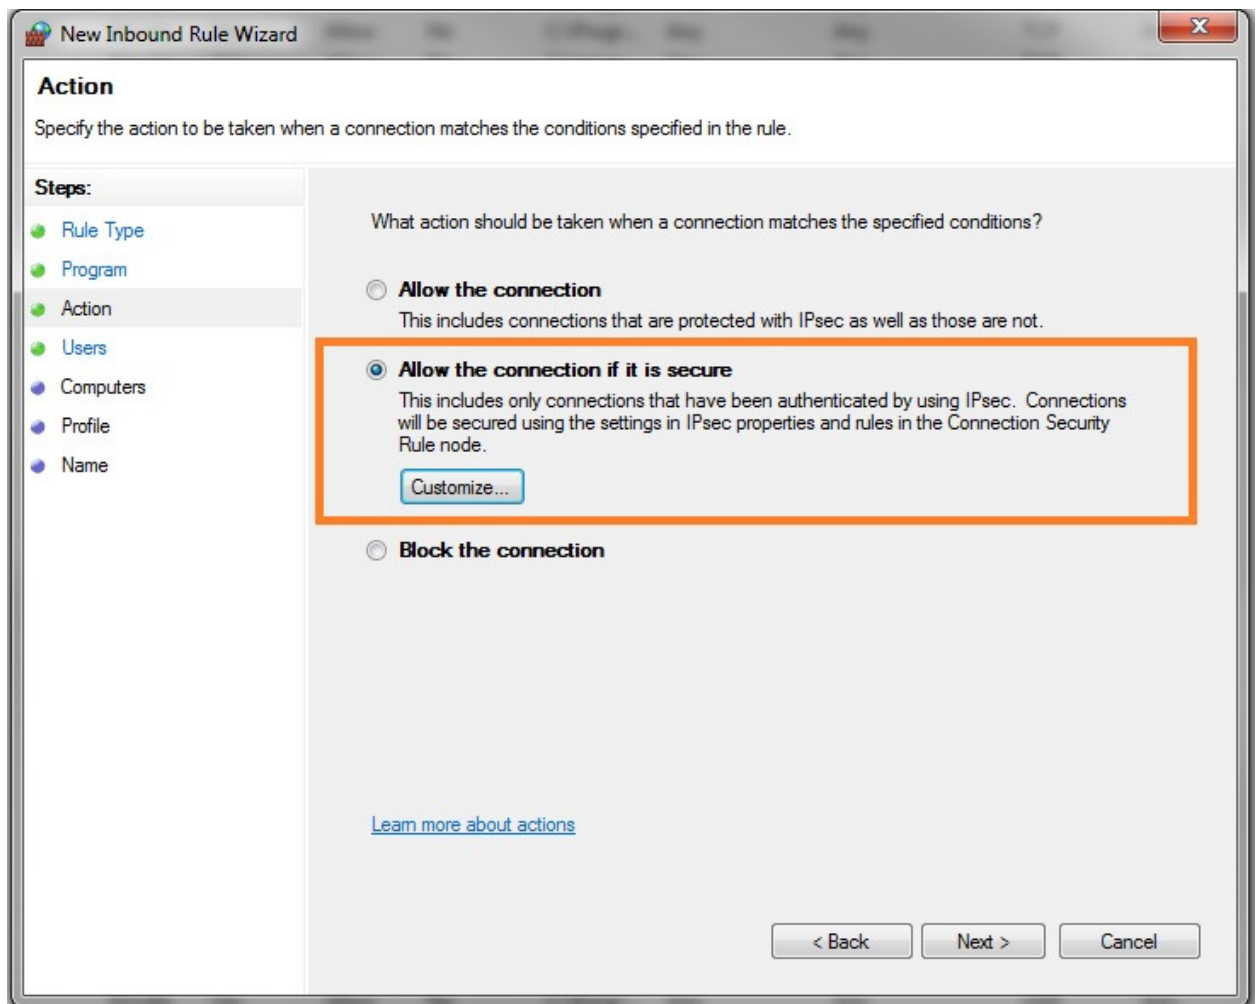 New Inbound Rule Wizard
Action
Specify the action to be taken when a connection matches the conditions specified in the rule.
Steps:
Rule Type
Program
Action
Users
Computers
Profile
Name
What action should be taken when a connection matches the specified conditions?
Allow the connection
This includes connections that are protected with IPsec as well as those are not.
Allow the connection if it is secure
This includes only connections that have been authenticated by using IPsec. Connections
will be secured using the settings in IPsec properties and rules in the Connection Security
Rule node.
Customize...
Block the connection
Learn more about actions
< Back
Next >
Cancel